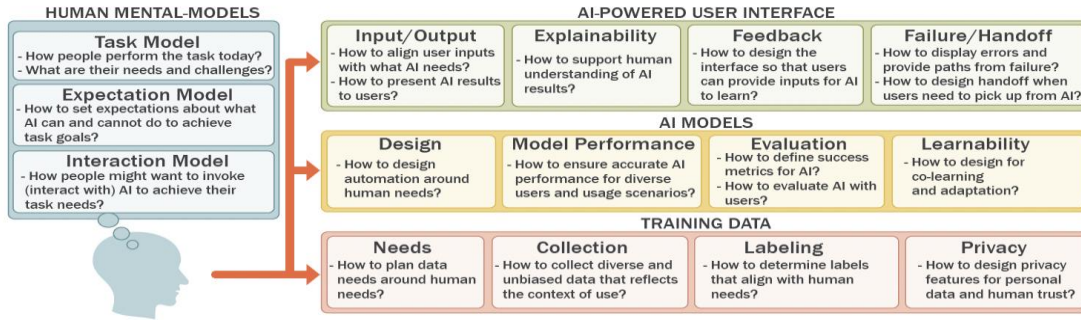 HUMAN MENTAL-MODELS
Task Model
- How people perform the task today?
- What are their needs and challenges?
Expectation Model
- How to set expectations about what
AI can and cannot do to achieve
task goals?
Interaction Model
- How people might want to invoke
(interact with) AI to achieve their
task needs?
AI-POWERED USER INTERFACE
Input/Output
- How to align user inputs
with what AI needs?
- How to present AI results
to users?
Explainability
- How to support human
understanding of AI
results?
Feedback
- How to design the
interface so that users
can provide inputs for AI
to learn?
Failure/Handoff
- How to display errors and
provide paths from failure?
- How to design handoff when
users need to pick up from AI?
AI MODELS
Design
- How to design
automation around
human needs?
Model Performance
- How to ensure accurate AI
performance for diverse
users and usage scenarios?
Evaluation
- How to define success
metrics for AI?
- How to evaluate AI with
users?
Learnability
- How to design for
co-learning
and adaptation?
TRAINING DATA
Needs
- How to plan data
needs around human
needs?
Collection
- How to collect diverse and
unbiased data that reflects
the context of use?
Labeling
- How to determine labels
that align with human
needs?
Privacy
- How to design privacy
features for personal
data and human trust?